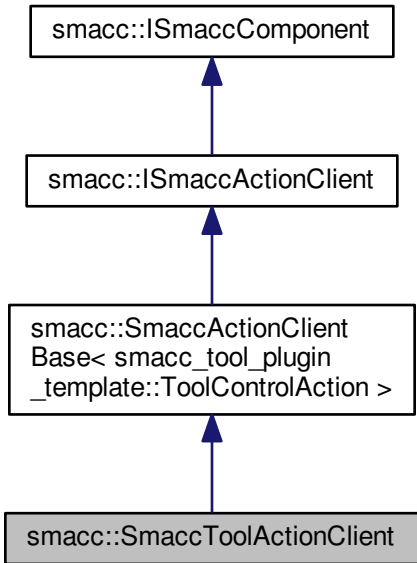 smacc::ISmaccComponent
smacc::ISmaccActionClient
smacc::SmaccActionClient
Base< smacc_tool_plugin
_template::ToolControlAction >
smacc::SmaccToolActionClient